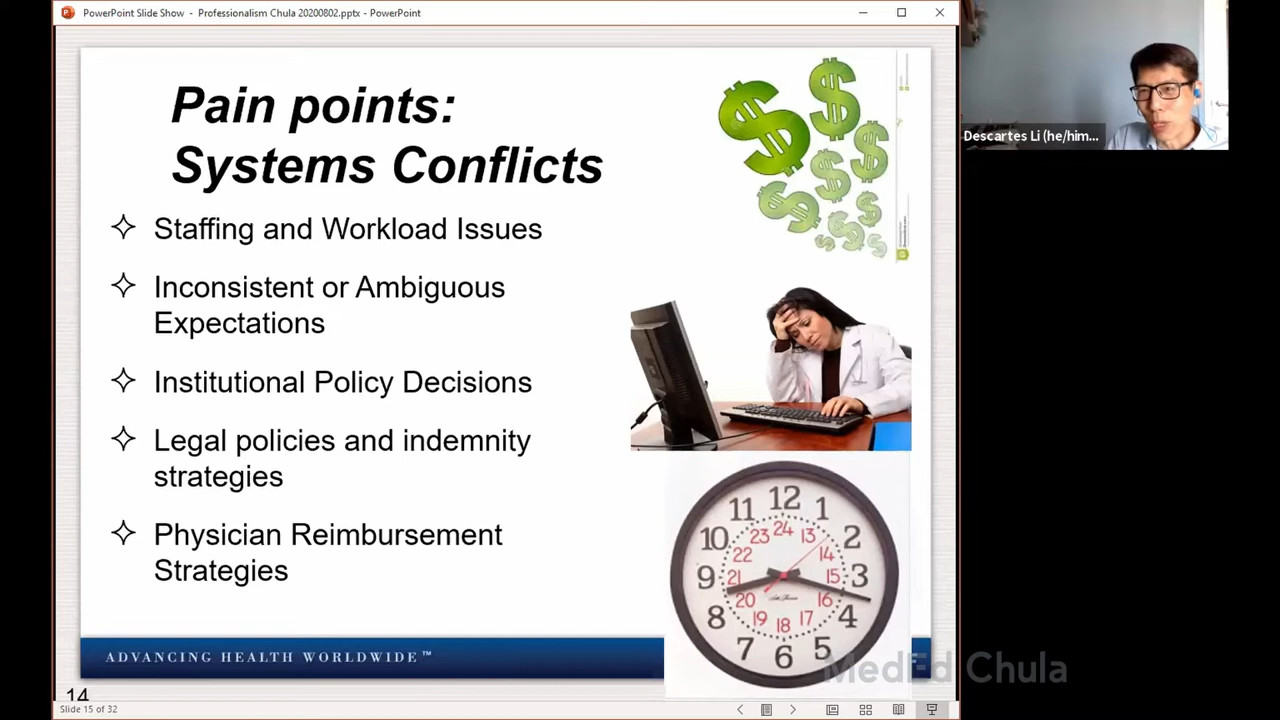 PowerPoint Slide Show - Professionalism Chula 20200802.pptx - PowerPoint
Pain points:
Systems Conflicts
Staffing and Workload Issues
Inconsistent or Ambiguous
Expectations
Institutional Policy Decisions
Legal policies and indemnity
strategies
Physician Reimbursement
Strategies
Descartes Li (he/him...
12
1
2
3
4
5
6
7
8
9
10
11
24
13
14
15
16
17
18
19
20
21
22
23
ADVANCING HEALTH WORLDWIDE™
MedEd Chula
14
Slide 15 of 32